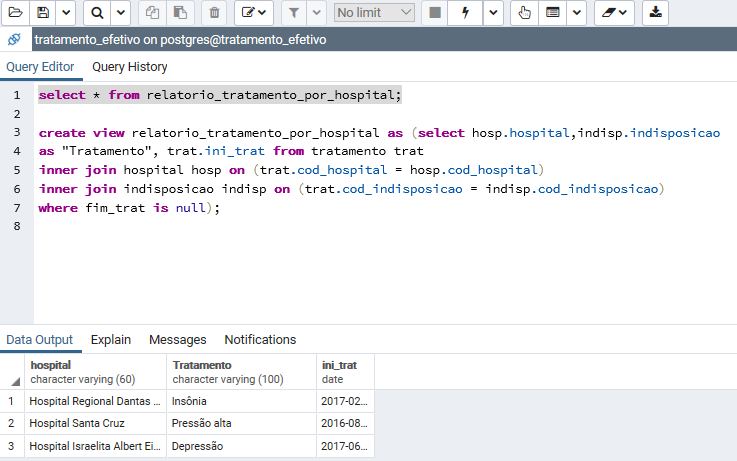 No limit
tratamento_efetivo on postgres@tratamento_efetivo
Query Editor Query History
1 select * from relatorio_tratamento_por_hospital;
2
3 create view relatorio_tratamento_por_hospital as (select hosp.hospital,indisp.indisposicao
4 as "Tratamento", trat.ini_trat from tratamento trat
5 inner join hospital hosp on (trat.cod_hospital = hosp.cod_hospital)
6 inner join indisposicao indisp on (trat.cod_indisposicao = indisp.cod_indisposicao)
7 where fim_trat is null);
8
Data Output Explain Messages Notifications
hospital Tratamento ini_trat
character varying (60) character varying (100) date
1 Hospital Regional Dantas ... Insônia 2017-02...
2 Hospital Santa Cruz Pressão alta 2016-08...
3 Hospital Israelita Albert Ei... Depressão 2017-06...